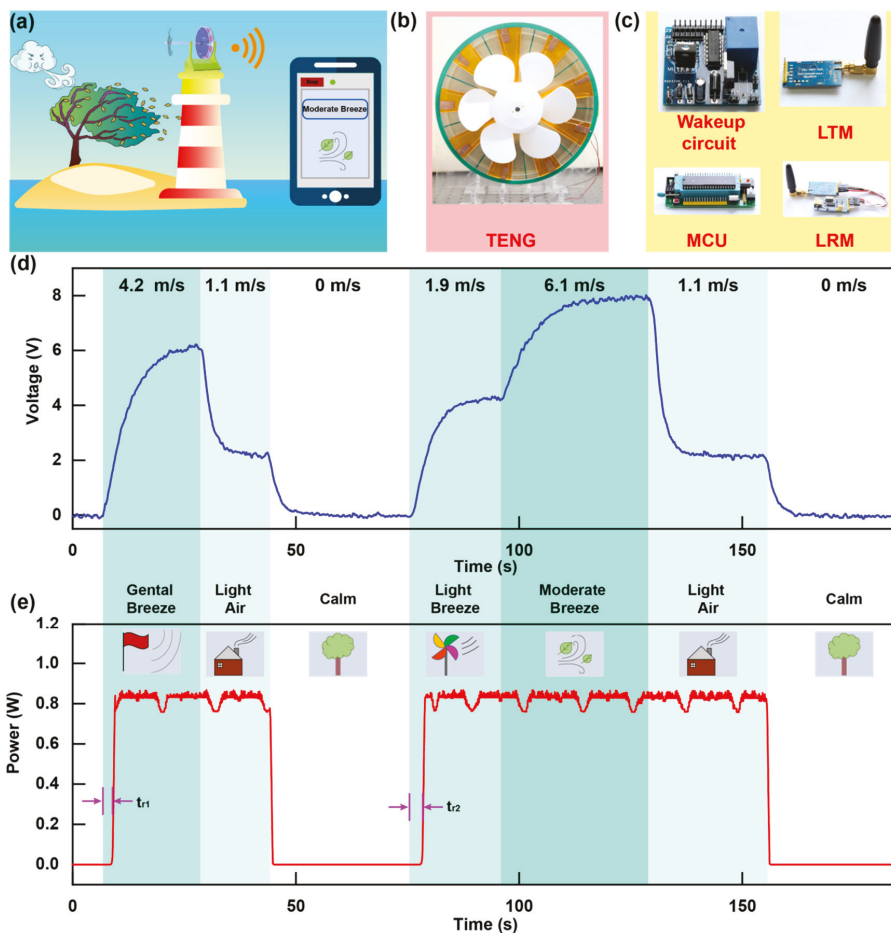 (a)
Stop
Moderate Breeze
(b)
TENG
(c)
Wakeup
circuit
LTM
MCU
LRM
(d)
4.2 m/s
1.1 m/s
0 m/s
1.9 m/s
6.1 m/s
1.1 m/s
0 m/s
8
6
4
2
0
Voltage (V)
0
50
100
150
Time (s)
(e)
Gental
Breeze
Light
Air
Calm
Light
Breeze
Moderate
Breeze
Light
Air
Calm
1.2
1.0
0.8
0.6
0.4
0.2
0.0
Power (W)
tr1
tr2
0
50
100
150
Time (s)